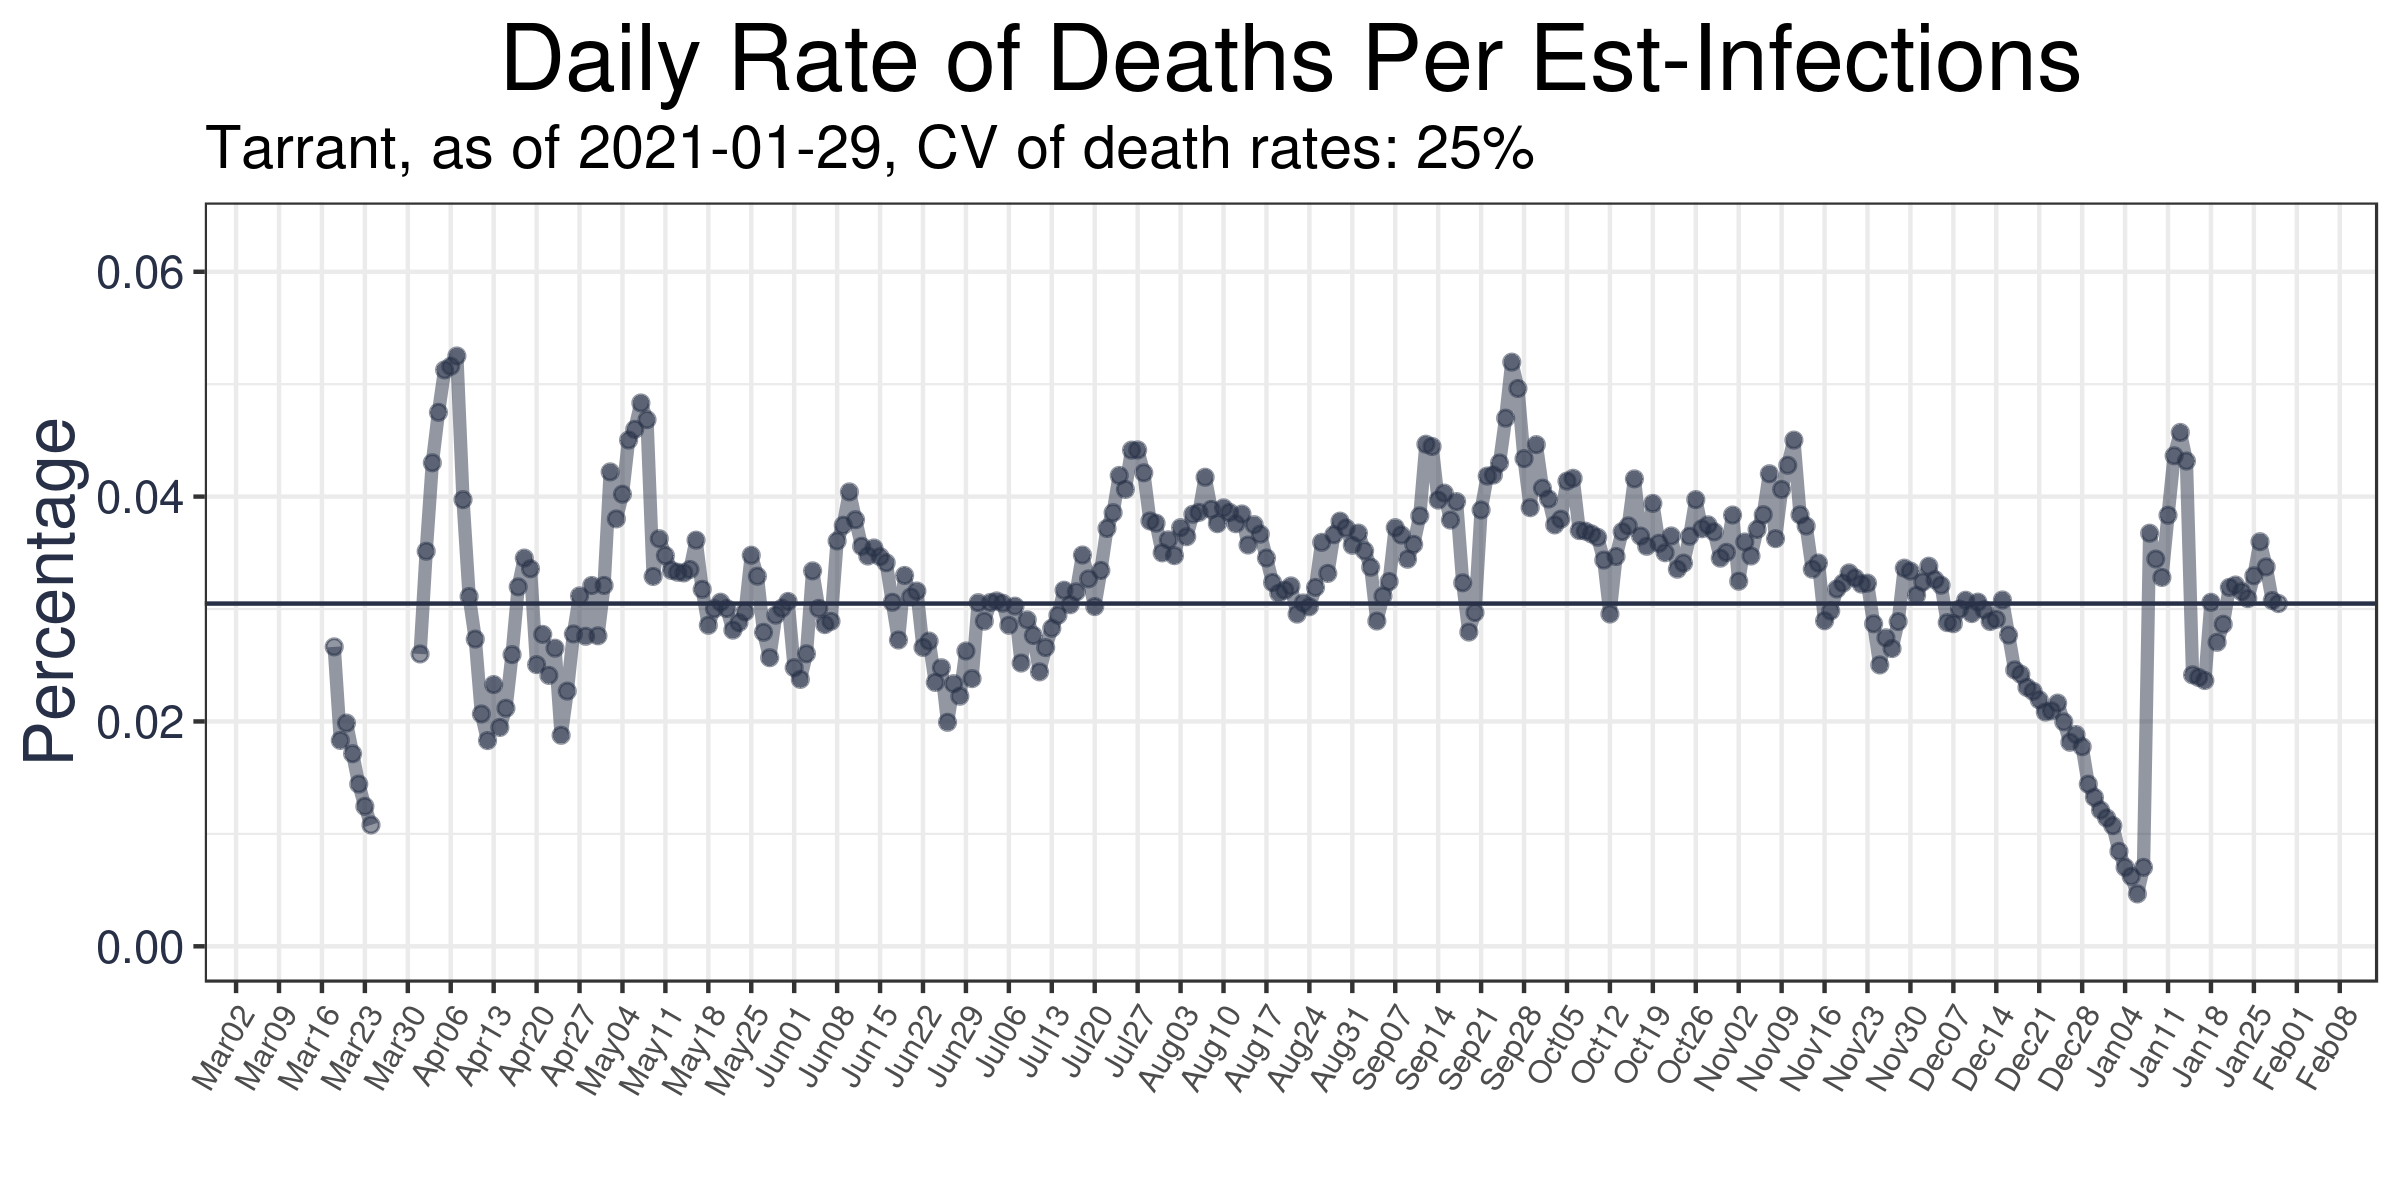 Daily Rate of Deaths Per Est-Infections
Tarrant, as of 2021-01-29, CV of death rates: 25%
Percentage
0.06
0.04
0.02
0.00
Mar02
Mar09
Mar16
Mar23
Mar30
Apr06
Apr13
Apr20
Apr27
May04
May11
May18
May25
Jun01
Jun08
Jun15
Jun22
Jun29
Jul06
Jul13
Jul20
Jul27
Aug03
Aug10
Aug17
Aug24
Aug31
Sep07
Sep14
Sep21
Sep28
Oct05
Oct12
Oct19
Oct26
Nov02
Nov09
Nov16
Nov23
Nov30
Dec07
Dec14
Dec21
Dec28
Jan04
Jan11
Jan18
Jan25
Feb01
Feb08